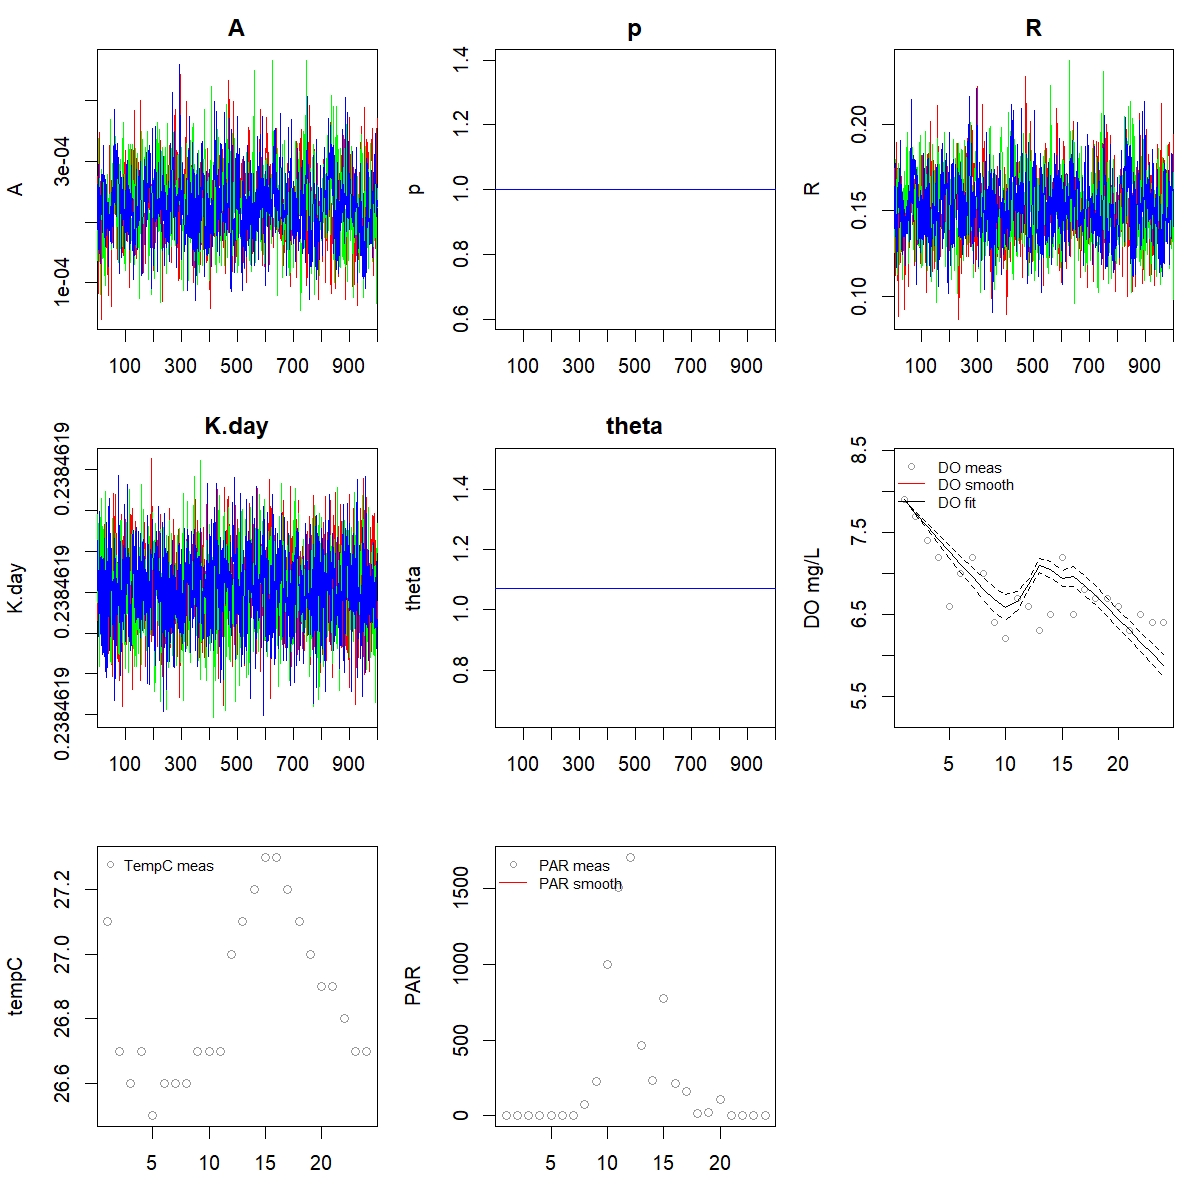 A
A
3e-04
1e-04
100 300 500 700 900
p
p
1.4
1.2
1.0
0.8
0.6
100 300 500 700 900
R
R
0.20
0.15
0.10
100 300 500 700 900
K.day
K.day
0.2384619
0.2384619
0.2384619
0.2384619
100 300 500 700 900
theta
theta
1.4
1.2
1.0
0.8
100 300 500 700 900
DO mg/L
8.5
7.5
6.5
5.5
DO meas
DO smooth
DO fit
5 10 15 20
tempC
27.2
27.0
26.8
26.6
TempC meas
5 10 15 20
PAR
1500
1000
500
0
PAR meas
PAR smooth
5 10 15 20